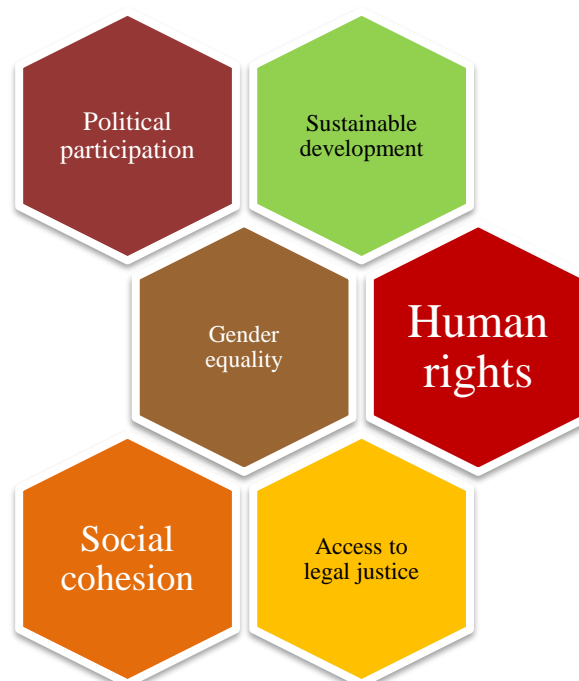 Political
participation
Sustainable
development
Gender
equality
Human
rights
Social
cohesion
Access to
legal justice